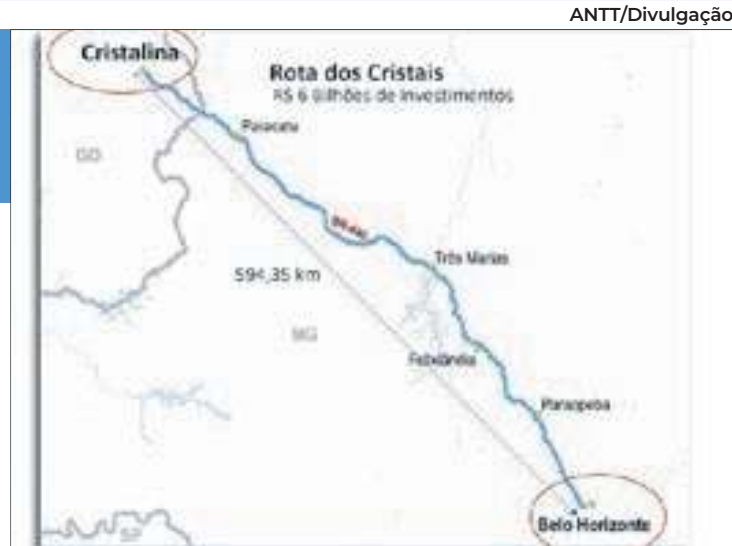 ANTT/Divulgação
Cristalina
Rota dos Cristais
R$ 6 Bilhões de Investimentos
Paracatu
GO
594,35 km
Três Marias
MG
Felixlândia
Paraopeba
Belo Horizonte
SP